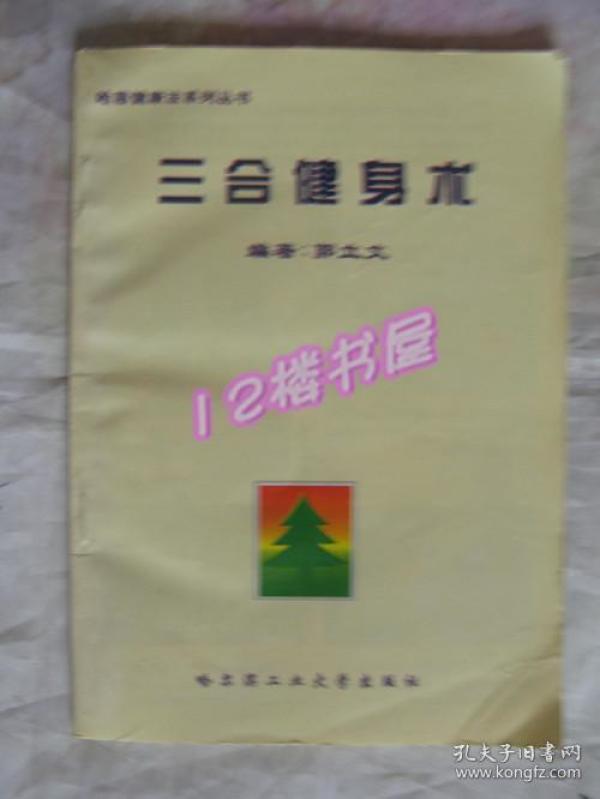 三合健身术
编著:郭立文
12楼书屋
哈尔滨工业大学出版社
孔夫子旧书网
www.kongfz.com